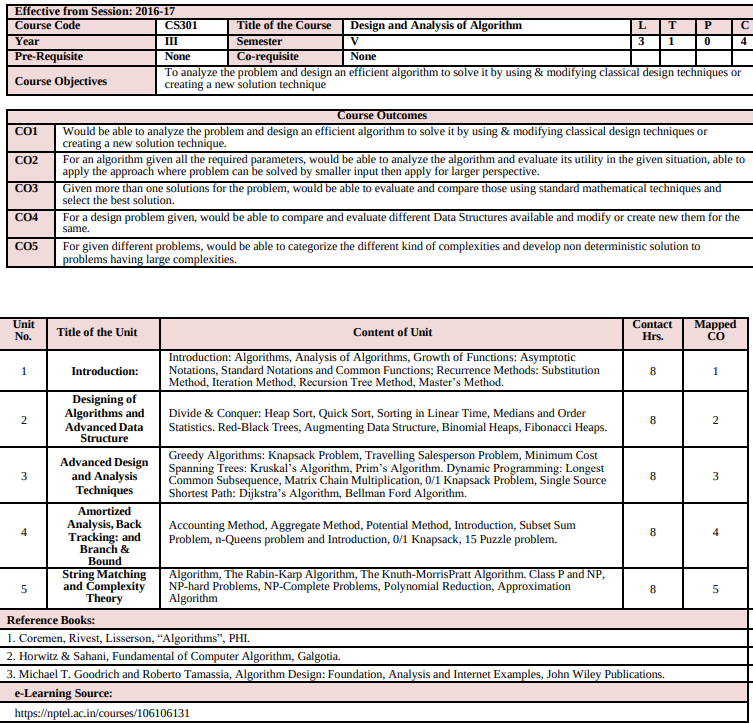 Effective from Session: 2016-17
Course Code CS301 Title of the Course Design and Analysis of Algorithm L T P C
Year III Semester V 3 1 0 4
Pre-Requisite None Co-requisite None
Course Objectives To analyze the problem and design an efficient algorithm to solve it by using & modifying classical design techniques or
creating a new solution technique
Course Outcomes
CO1 Would be able to analyze the problem and design an efficient algorithm to solve it by using & modifying classical design techniques or
creating a new solution technique.
CO2 For an algorithm given all the required parameters, would be able to analyze the algorithm and evaluate its utility in the given situation, able to
apply the approach where problem can be solved by smaller input then apply for larger perspective.
CO3 Given more than one solutions for the problem, would be able to evaluate and compare those using standard mathematical techniques and
select the best solution.
CO4 For a design problem given, would be able to compare and evaluate different Data Structures available and modify or create new them for the
same.
CO5 For given different problems, would be able to categorize the different kind of complexities and develop non deterministic solution to
problems having large complexities.
Unit
No.
Title of the Unit
Content of Unit
Contact
Hrs.
Mapped
CO
1
Introduction:
Introduction: Algorithms, Analysis of Algorithms, Growth of Functions: Asymptotic
Notations, Standard Notations and Common Functions; Recurrence Methods: Substitution
Method, Iteration Method, Recursion Tree Method, Master's Method.
8
1
2
Designing of
Algorithms and
Advanced Data
Structure
Divide & Conquer: Heap Sort, Quick Sort, Sorting in Linear Time, Medians and Order
Statistics. Red-Black Trees, Augmenting Data Structure, Binomial Heaps, Fibonacci Heaps.
8
2
3
Advanced Design
and Analysis
Techniques
Greedy Algorithms: Knapsack Problem, Travelling Salesperson Problem, Minimum Cost
Spanning Trees: Kruskal's Algorithm, Prim's Algorithm. Dynamic Programming: Longest
Common Subsequence, Matrix Chain Multiplication, 0/1 Knapsack Problem, Single Source
Shortest Path: Dijkstra's Algorithm, Bellman Ford Algorithm.
8
3
4
Amortized
Analysis, Back
Tracking: and
Branch &
Bound
Accounting Method, Aggregate Method, Potential Method, Introduction, Subset Sum
Problem, n-Queens problem and Introduction, 0/1 Knapsack, 15 Puzzle problem.
8
4
5
String Matching
and Complexity
Theory
Algorithm, The Rabin-Karp Algorithm, The Knuth-MorrisPratt Algorithm. Class P and NP,
NP-hard Problems, NP-Complete Problems, Polynomial Reduction, Approximation
Algorithm
8
5
Reference Books:
1. Coremen, Rivest, Lisserson, "Algorithms", PHI.
2. Horwitz & Sahani, Fundamental of Computer Algorithm, Galgotia.
3. Michael T. Goodrich and Roberto Tamassia, Algorithm Design: Foundation, Analysis and Internet Examples, John Wiley Publications.
e-Learning Source:
https://nptel.ac.in/courses/106106131